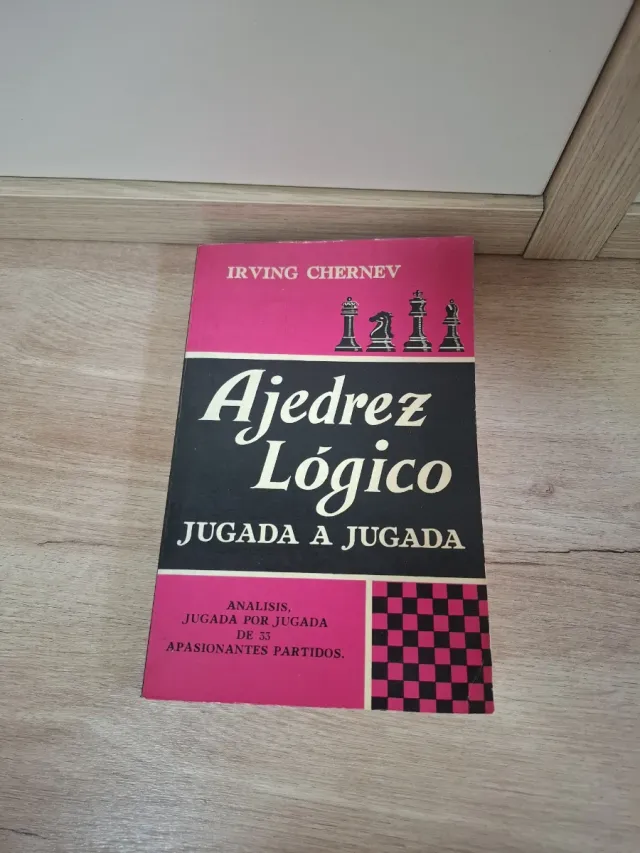 IRVING CHERNEV
Ajedrez
Lógico
JUGADA A JUGADA
ANALISIS,
JUGADA POR JUGADA
DE 33
APASIONANTES PARTIDOS.